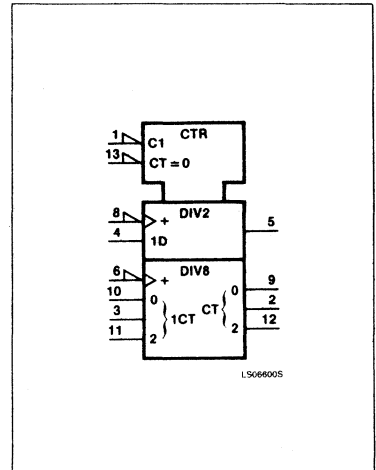 1 C1 CTR
13 CT = 0
8 + DIV2 5
4 1D
6 + DIV8
10 0 0 9
3 1CT CT 2
11 2 2 12
LS06600S